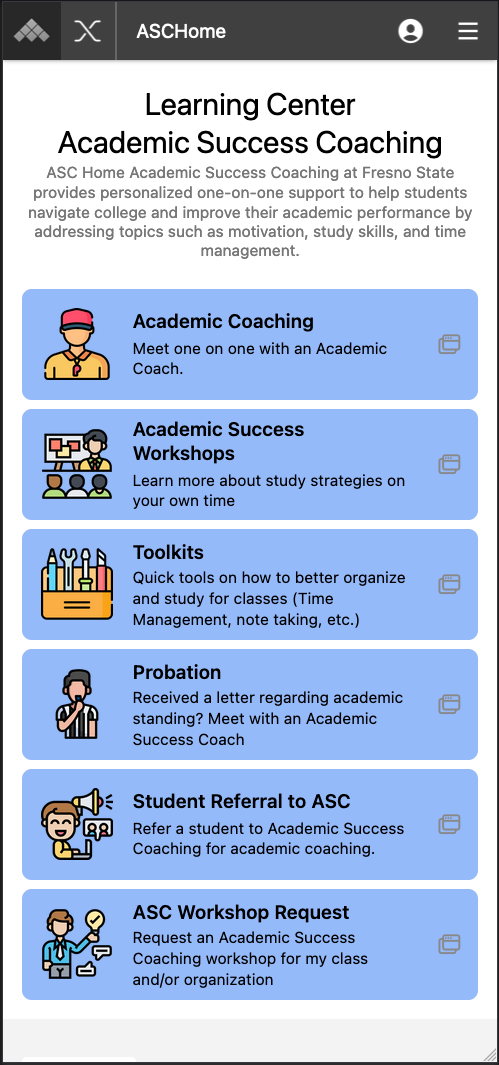 ASCHome
Learning Center
Academic Success Coaching
ASC Home Academic Success Coaching at Fresno State
provides personalized one-on-one support to help students
navigate college and improve their academic performance by
addressing topics such as motivation, study skills, and time
management.
Academic Coaching
Meet one on one with an Academic
Coach.
Academic Success
Workshops
Learn more about study strategies on
your own time
Toolkits
Quick tools on how to better organize
and study for classes (Time
Management, note taking, etc.)
Probation
Received a letter regarding academic
standing? Meet with an Academic
Success Coach
Student Referral to ASC
Refer a student to Academic Success
Coaching for academic coaching.
ASC Workshop Request
Request an Academic Success
Coaching workshop for my class
and/or organization